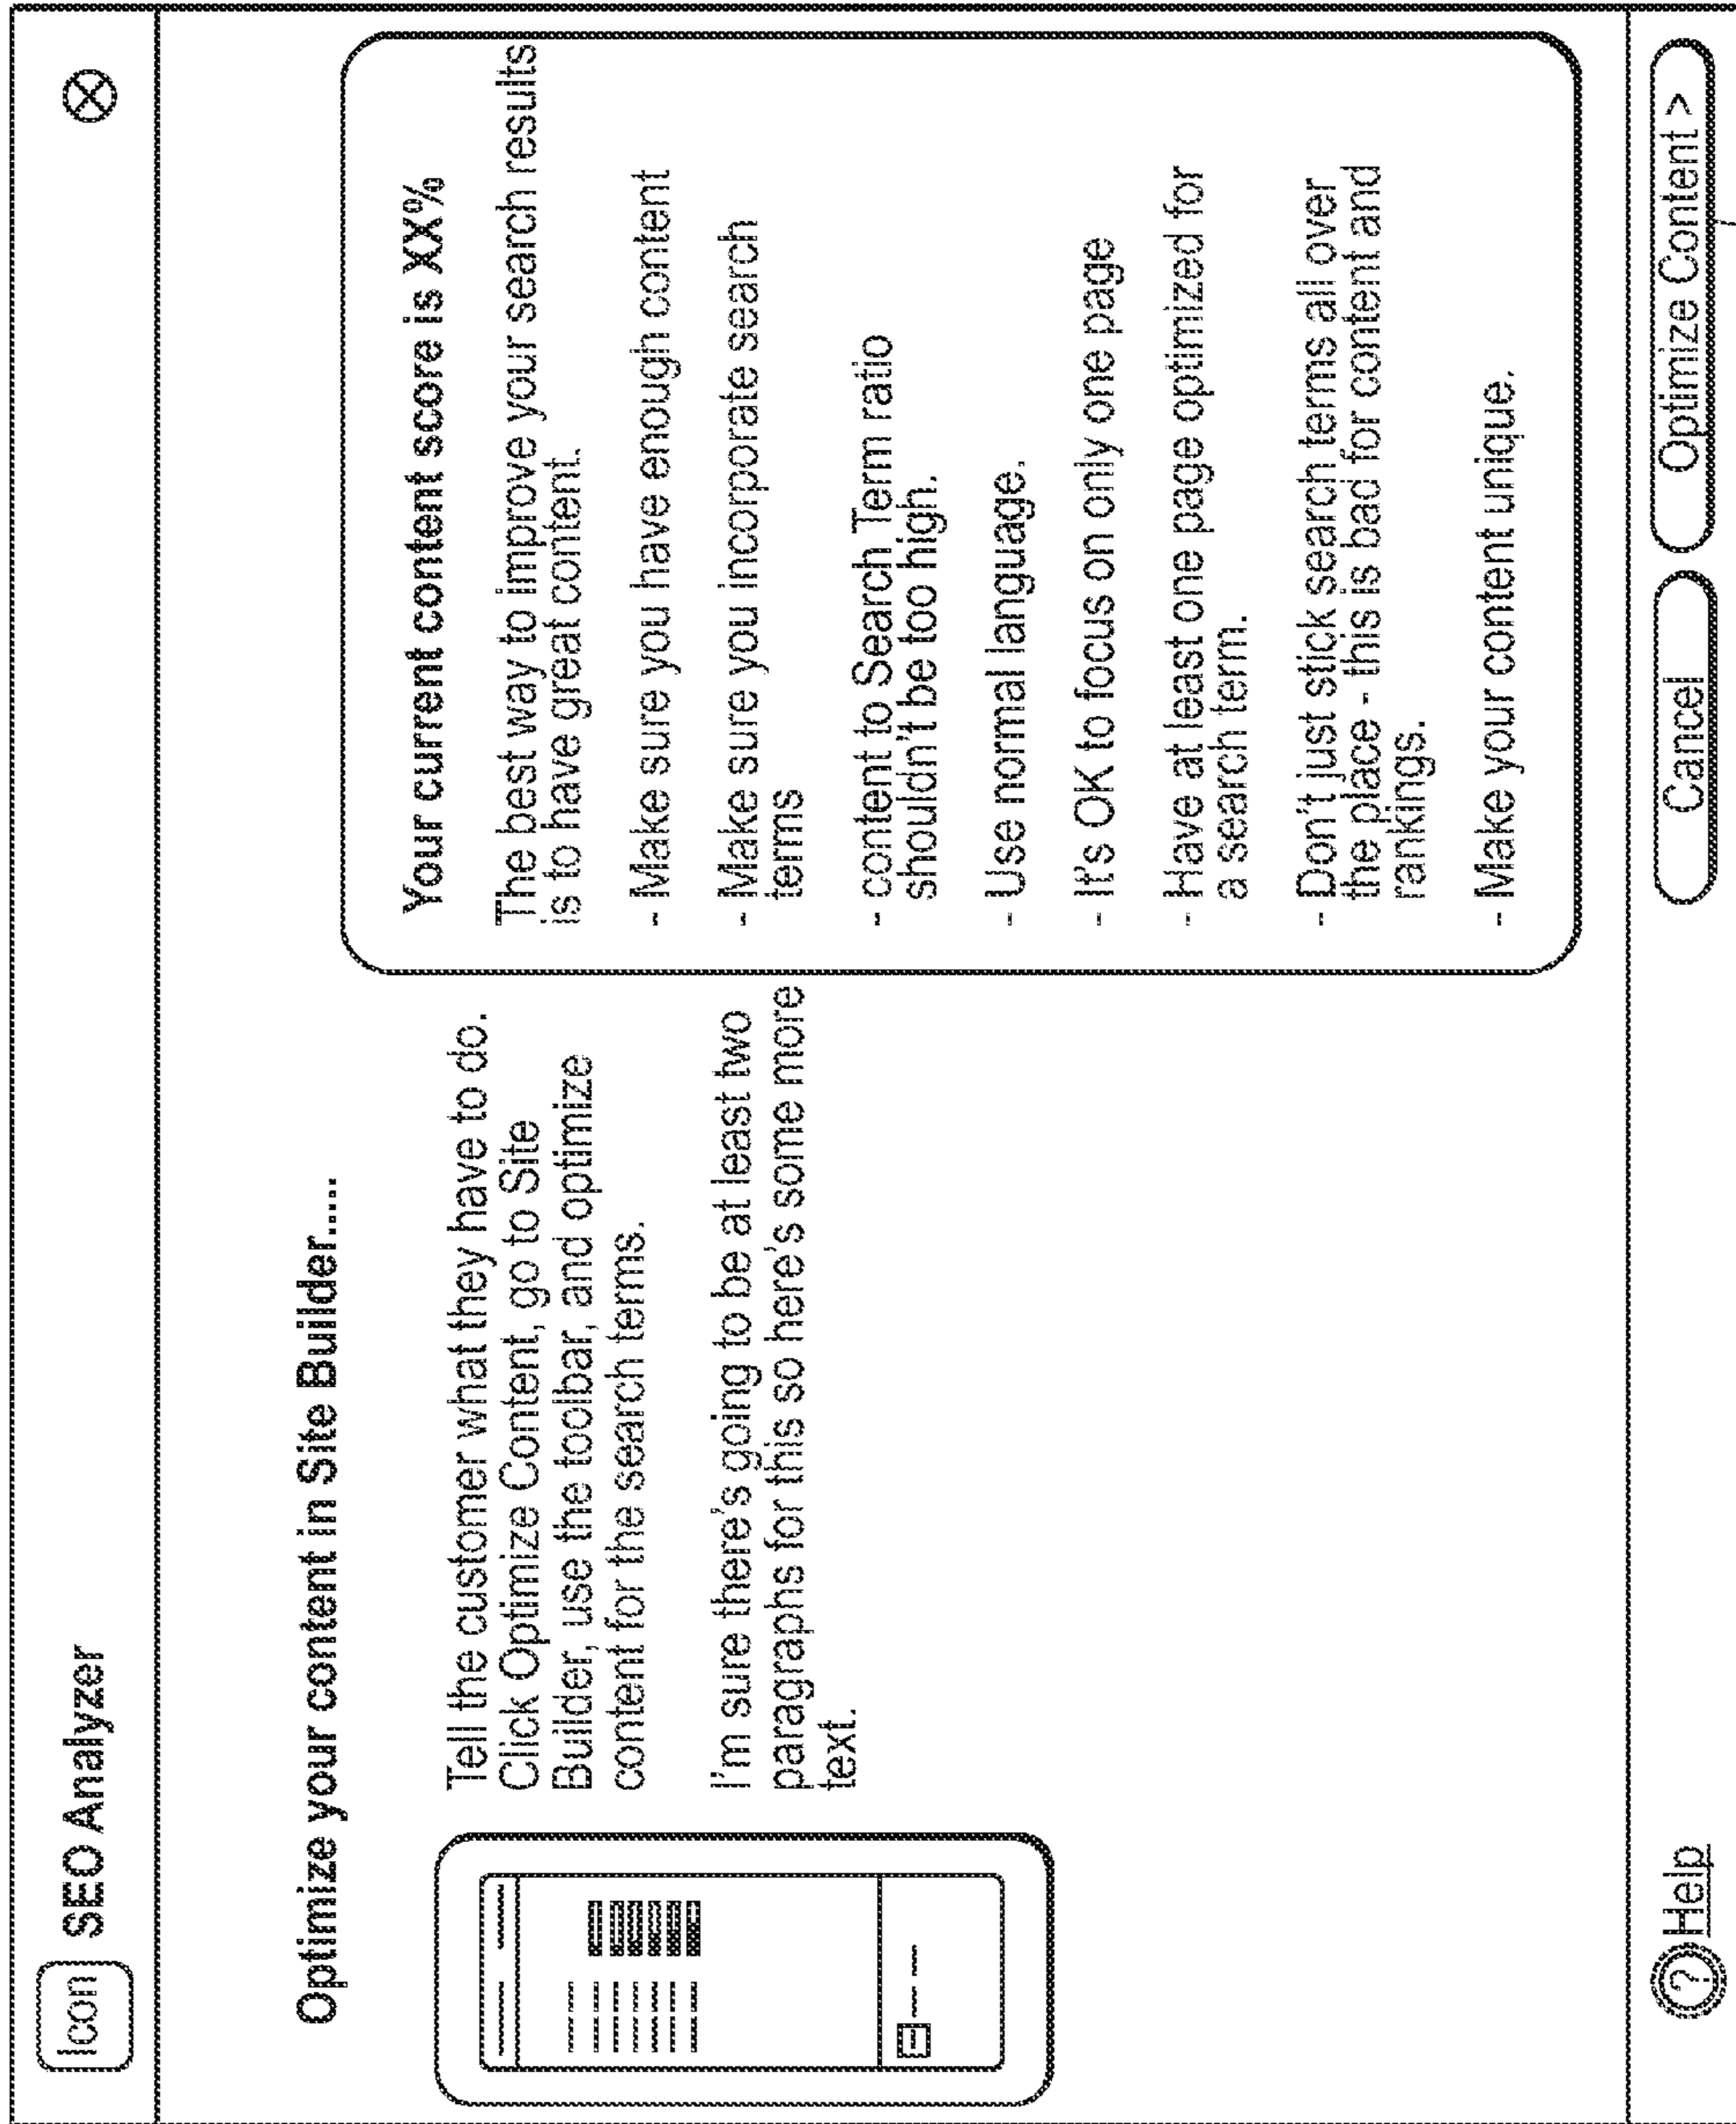 Icon SEO Analyzer
Optimize your content in Site Builder.....
Tell the customer what they have to do.
Click Optimize Content, go to Site
Builder, use the toolbar, and optimize
content for the search terms.
I'm sure there's going to be at least two
paragraphs for this so here's some more
text.
Your current content score is XX%
The best way to improve your search results
is to have great content.
- Make sure you have enough content
- Make sure you incorporate search
terms
- content to Search Term ratio
shouldn't be too high.
- Use normal language.
- It's OK to focus on only one page
- Have at least one page optimized for
a search term.
- Don't just stick search terms all over
the place - this is bad for content and
rankings.
- Make your content unique.
? Help
Cancel
Optimize Content >